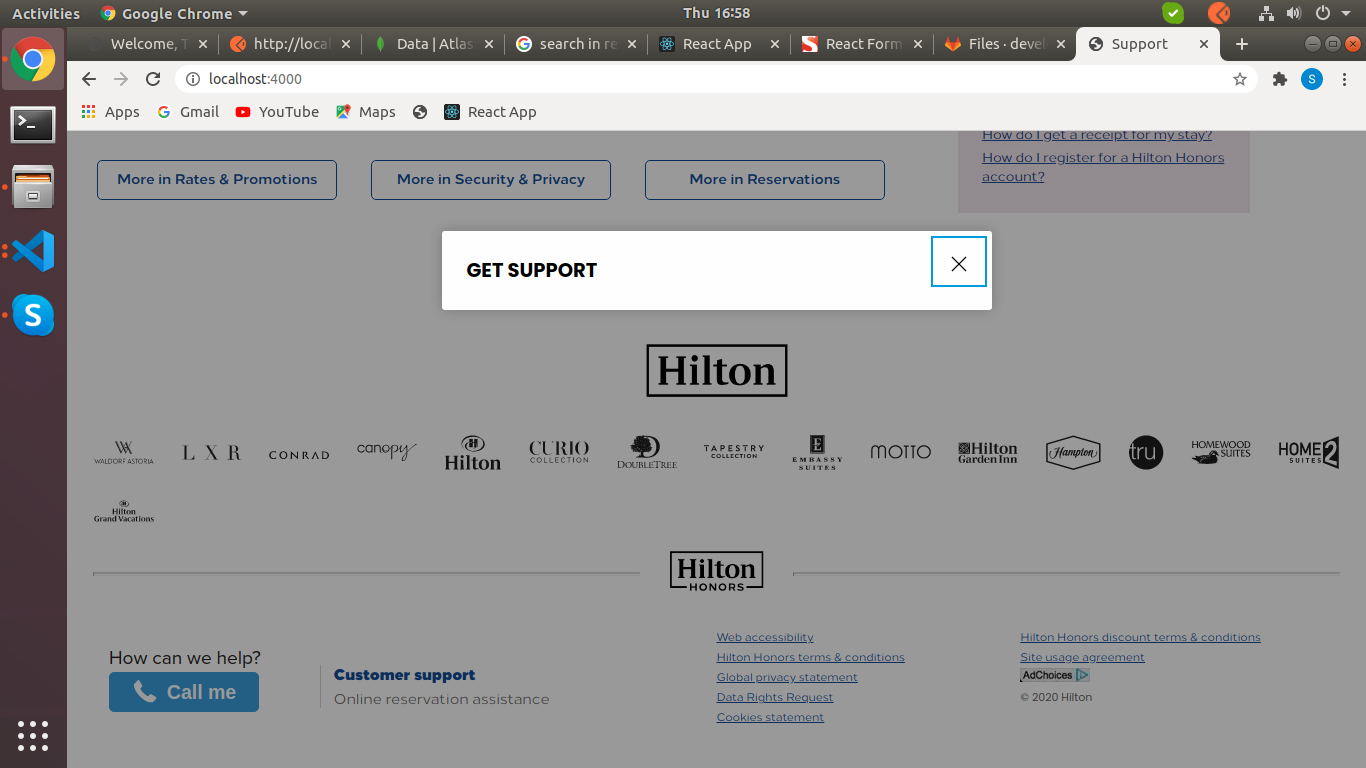 Activities Google Chrome Thu 16:58
Welcome, T http://local Data | Atlas search in re React App React Form Files · devel Support
localhost:4000 S
Apps Gmail YouTube Maps React App
How do I get a receipt for my stay?
How do I register for a Hilton Honors
account?
More in Rates & Promotions More in Security & Privacy More in Reservations
GET SUPPORT
Hilton
WALDORF ASTORIA LXR CONRAD canopy Hilton CURIO COLLECTION DOUBLETREE TAPESTRY COLLECTION E EMBASSY SUITES MOTTO Hilton Garden Inn Hampton tru HOMEWOOD SUITES HOME2 SUITES
Hilton
Grand Vacations
Hilton
HONORS
How can we help?
Call me
Customer support
Online reservation assistance
Web accessibility
Hilton Honors terms & conditions
Global privacy statement
Data Rights Request
Cookies statement
Hilton Honors discount terms & conditions
Site usage agreement
AdChoices
© 2020 Hilton